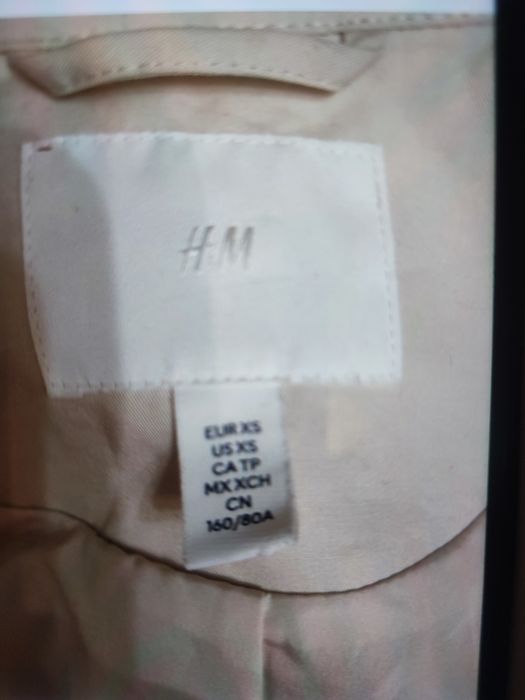 H&M
EUR XS
US XS
CA TP
MX XCH
CN
160/80A